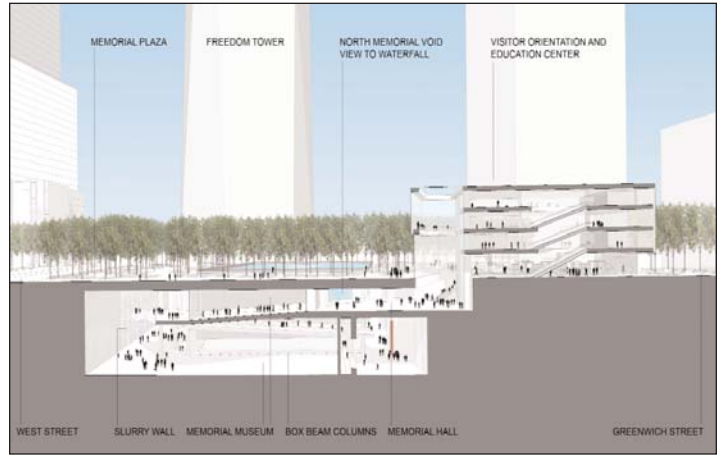 MEMORIAL PLAZA
FREEDOM TOWER
NORTH MEMORIAL VOID
VIEW TO WATERFALL
VISITOR ORIENTATION AND
EDUCATION CENTER
WEST STREET
SLURRY WALL
MEMORIAL MUSEUM
BOX BEAM COLUMNS
MEMORIAL HALL
GREENWICH STREET